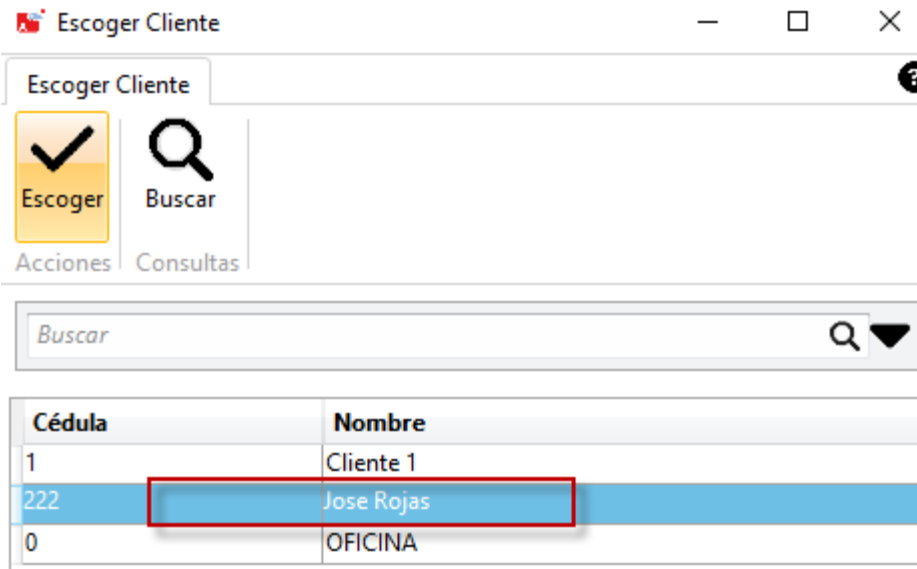 Escoger Cliente
Escoger Cliente
?
Escoger Buscar
Acciones Consultas
Buscar
Cédula Nombre
1 Cliente 1
222 Jose Rojas
0 OFICINA